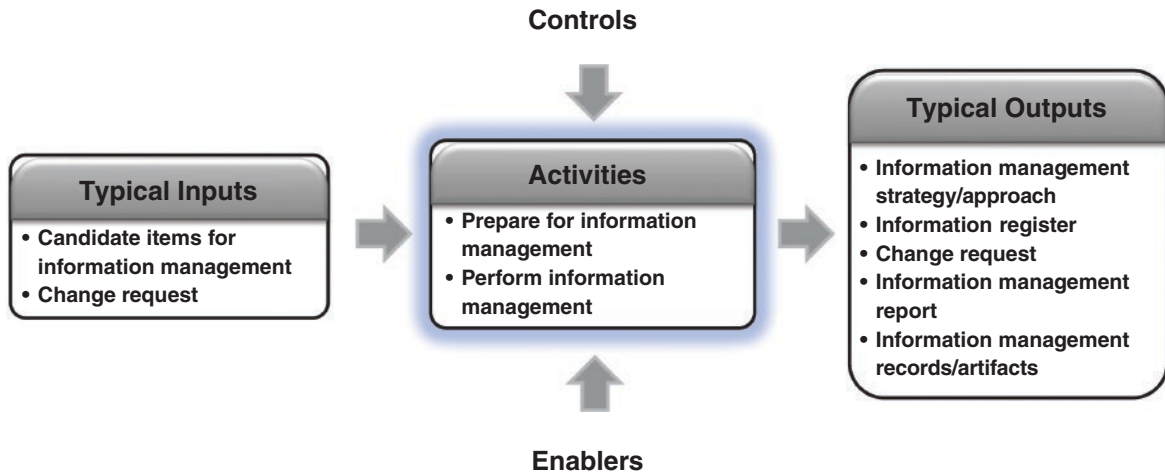 Controls
Typical Inputs
• Candidate items for
information management
• Change request
Activities
• Prepare for information
management
• Perform information
management
Typical Outputs
• Information management
strategy/approach
• Information register
• Change request
• Information management
report
• Information management
records/artifacts
Enablers